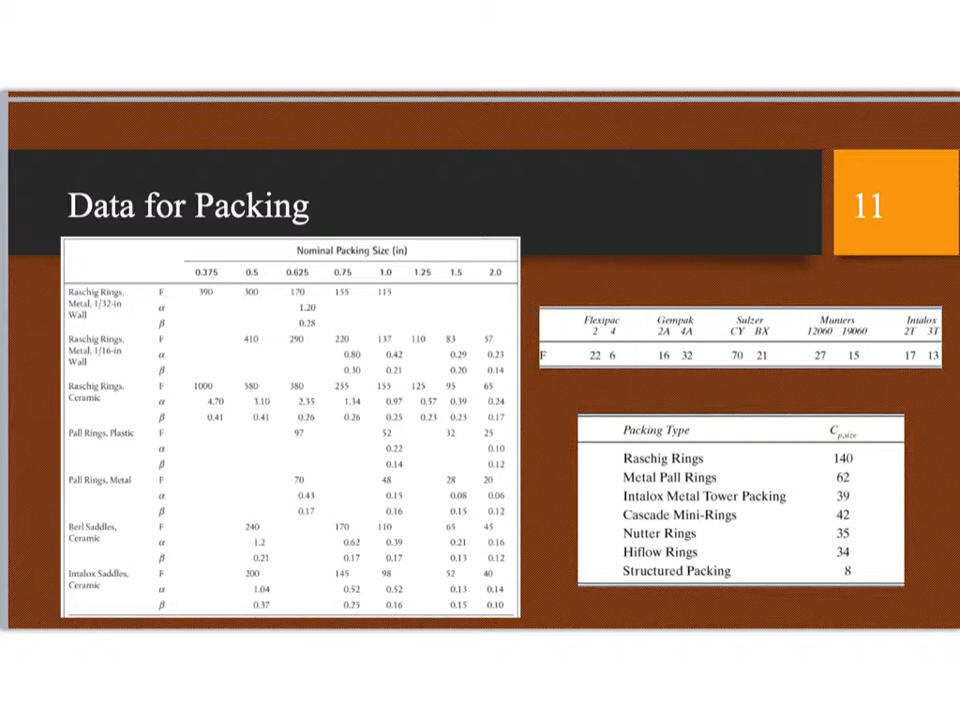 11
Data for Packing
Nominal Packing Size (in)
0.375 0.5 0.625 0.75 1.0 1.25 1.5 2.0
Raschig Rings, F 390 300 170 155 115
Metal, 1/32-in α 1.20
Wall β 0.28
Raschig Rings, F 410 290 220 137 110 83 57
Metal, 1/16-in α 0.80 0.42 0.29 0.23
Wall β 0.30 0.21 0.20 0.14
Raschig Rings, F 1000 580 380 255 155 125 95 65
Ceramic α 4.70 3.10 2.35 1.34 0.97 0.57 0.39 0.24
β 0.41 0.41 0.26 0.26 0.25 0.23 0.23 0.17
Pall Rings, Plastic F 97 52 32 25
α 0.22 0.10
β 0.14 0.12
Pall Rings, Metal F 70 48 28 20
α 0.43 0.15 0.08 0.06
β 0.17 0.16 0.15 0.12
Berl Saddles, F 240 170 110 65 45
Ceramic α 1.2 0.62 0.39 0.21 0.16
β 0.21 0.17 0.17 0.13 0.12
Intalox Saddles, F 200 145 98 52 40
Ceramic α 1.04 0.52 0.52 0.13 0.14
β 0.37 0.25 0.16 0.15 0.10
Flexipac Gempak Sulzer Munters Intalox
2 4 2A 4A CY BX 12060 19060 2T 3T
F 22 6 16 32 70 21 27 15 17 13
Packing Type C_p,size
Raschig Rings 140
Metal Pall Rings 62
Intalox Metal Tower Packing 39
Cascade Mini-Rings 42
Nutter Rings 35
Hiflow Rings 34
Structured Packing 8